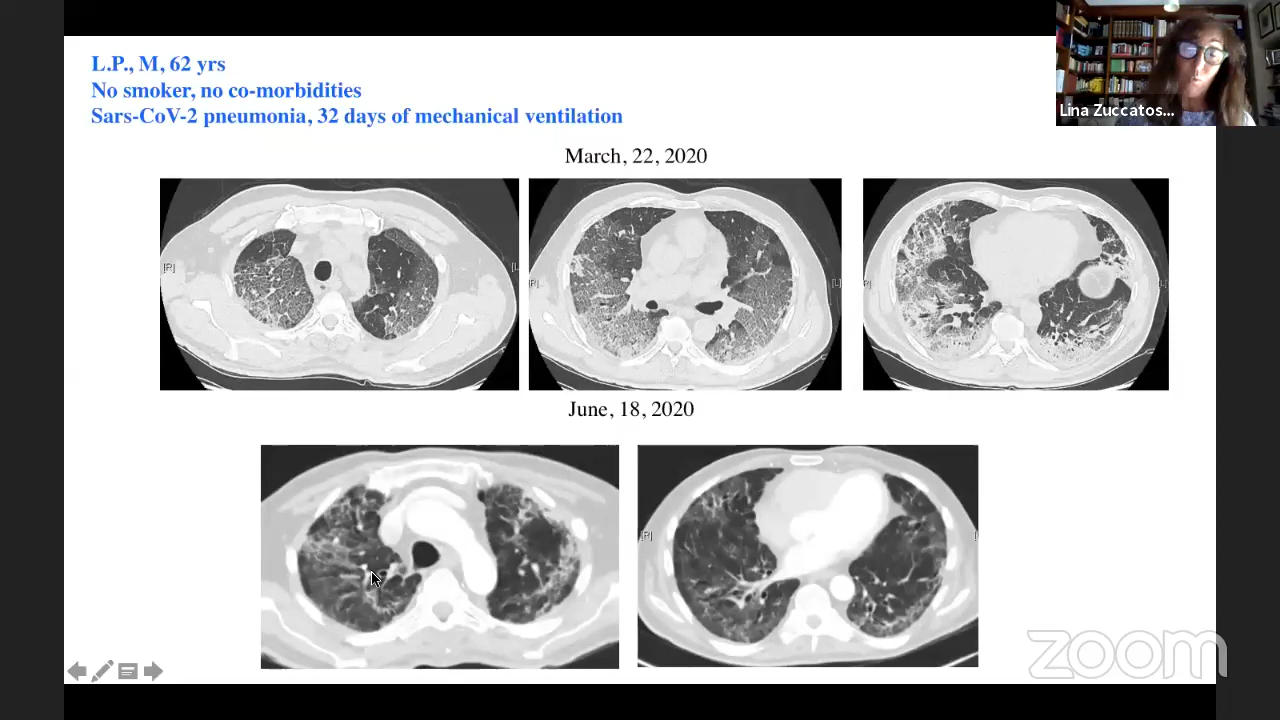 L.P., M, 62 yrs
No smoker, no co-morbidities
Sars-CoV-2 pneumonia, 32 days of mechanical ventilation
Lina Zuccatos...
March, 22, 2020
[R]
[L
[R]
[L]
June, 18, 2020
[R]
zoom